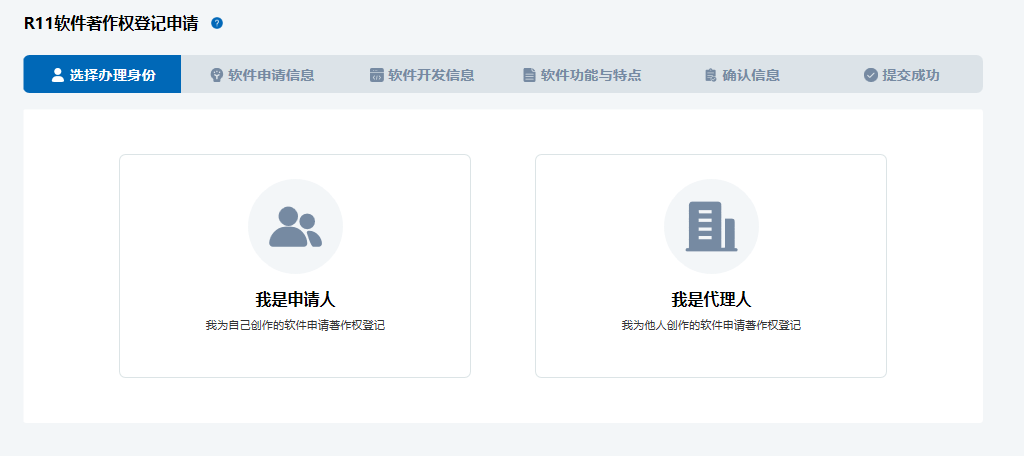 R11软件著作权登记申请 ?
选择办理身份 软件申请信息 软件开发信息 软件功能与特点 确认信息 提交成功
我是申请人 我是代理人
我为自己创作的软件申请著作权登记 我为他人创作的软件申请著作权登记